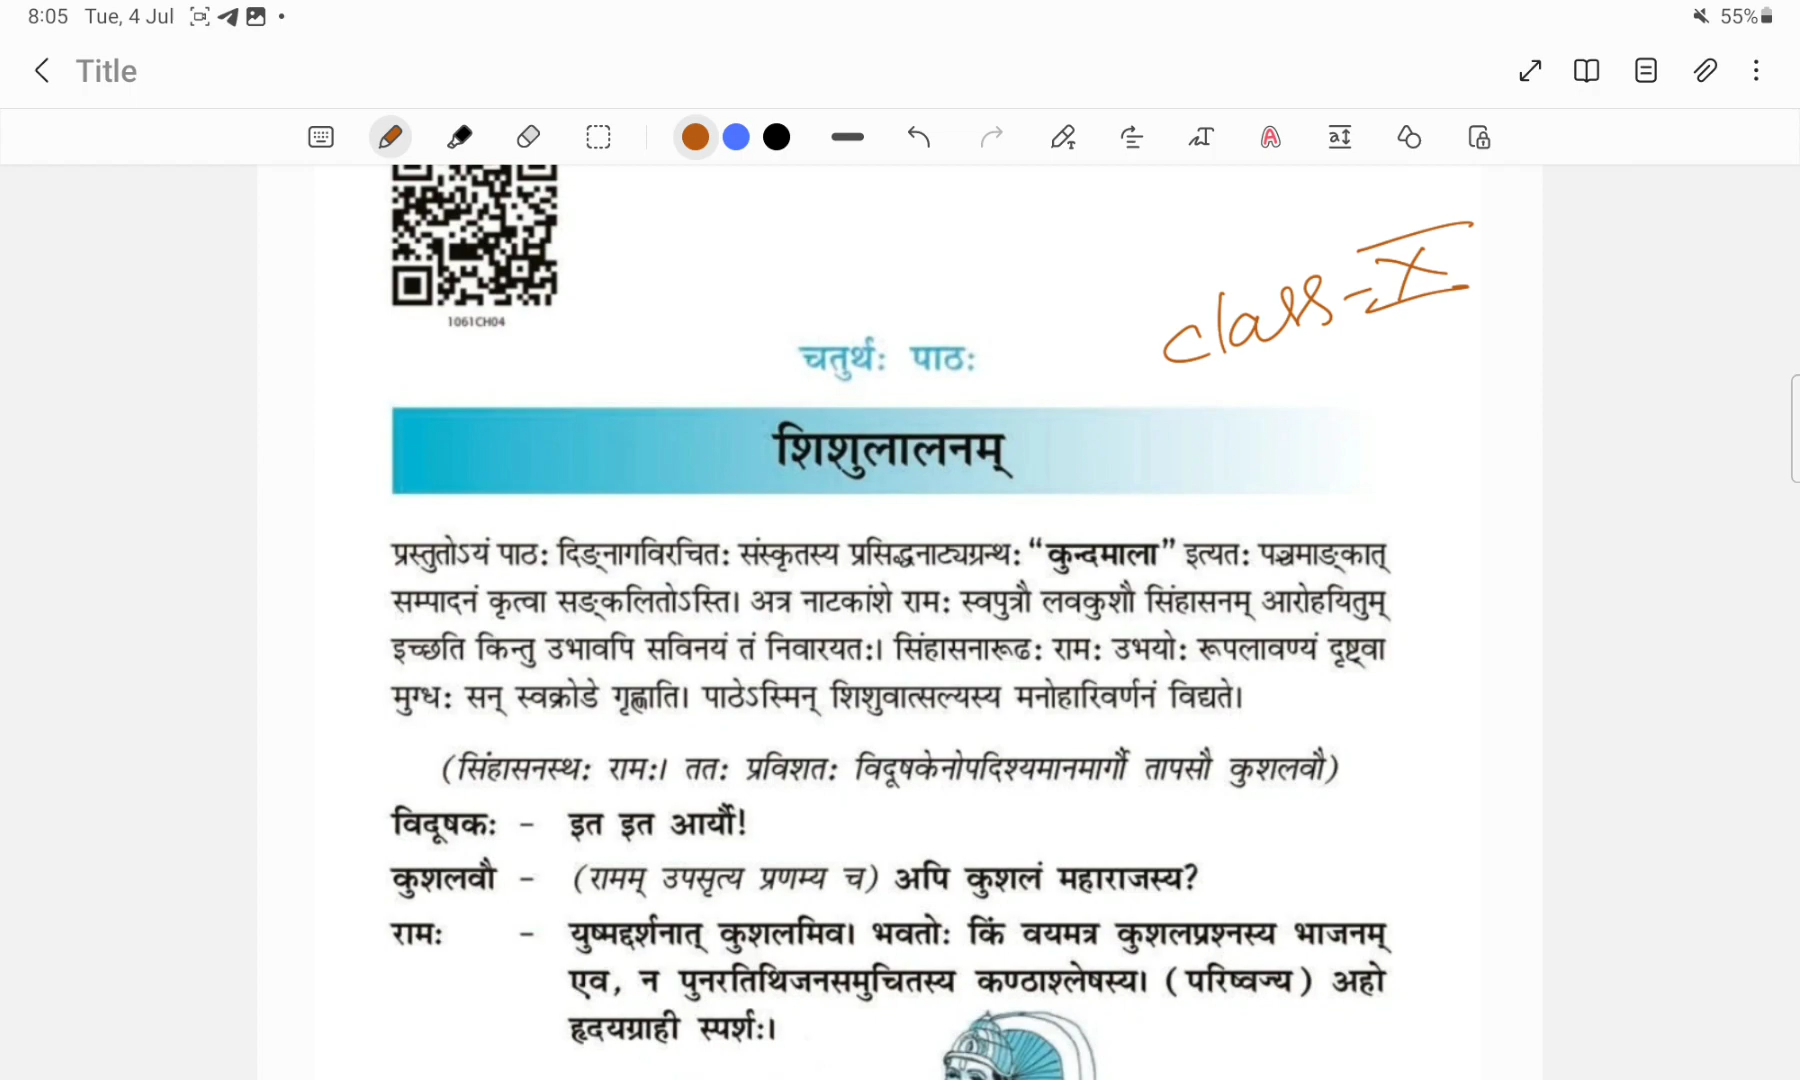 8:05 Tue, 4 Jul 55%
Title
1061CH04
class = X
चतुर्थः पाठः
शिशुलालनम्
प्रस्तुतोऽयं पाठः दिङ्नागविरचितः संस्कृतस्य प्रसिद्धनाट्यग्रन्थः “कुन्दमाला” इत्यतः पञ्चमाङ्कात्
सम्पादनं कृत्वा सङ्कलितोऽस्ति। अत्र नाटकांशे रामः स्वपुत्रौ लवकुशौ सिंहासनम् आरोहयितुम्
इच्छति किन्तु उभावपि सविनयं तं निवारयतः। सिंहासनारूढः रामः उभयोः रूपलावण्यं दृष्ट्वा
मुग्धः सन् स्वक्रोडे गृह्णाति। पाठेऽस्मिन् शिशुवात्सल्यस्य मनोहारिवर्णनं विद्यते।
(सिंहासनस्थः रामः। ततः प्रविशतः विदूषकेनोपदिश्यमानमार्गौ तापसौ कुशलवौ)
विदूषकः - इत इत आर्यौ!
कुशलवौ - (रामम् उपसृत्य प्रणम्य च) अपि कुशलं महाराजस्य?
रामः - युष्मद्दर्शनात् कुशलमिव। भवतोः किं वयमत्र कुशलप्रश्नस्य भाजनम्
एव, न पुनरतिथिजनसमुचितस्य कण्ठाश्लेषस्य। (परिष्वज्य) अहो
हृदयग्राही स्पर्शः।